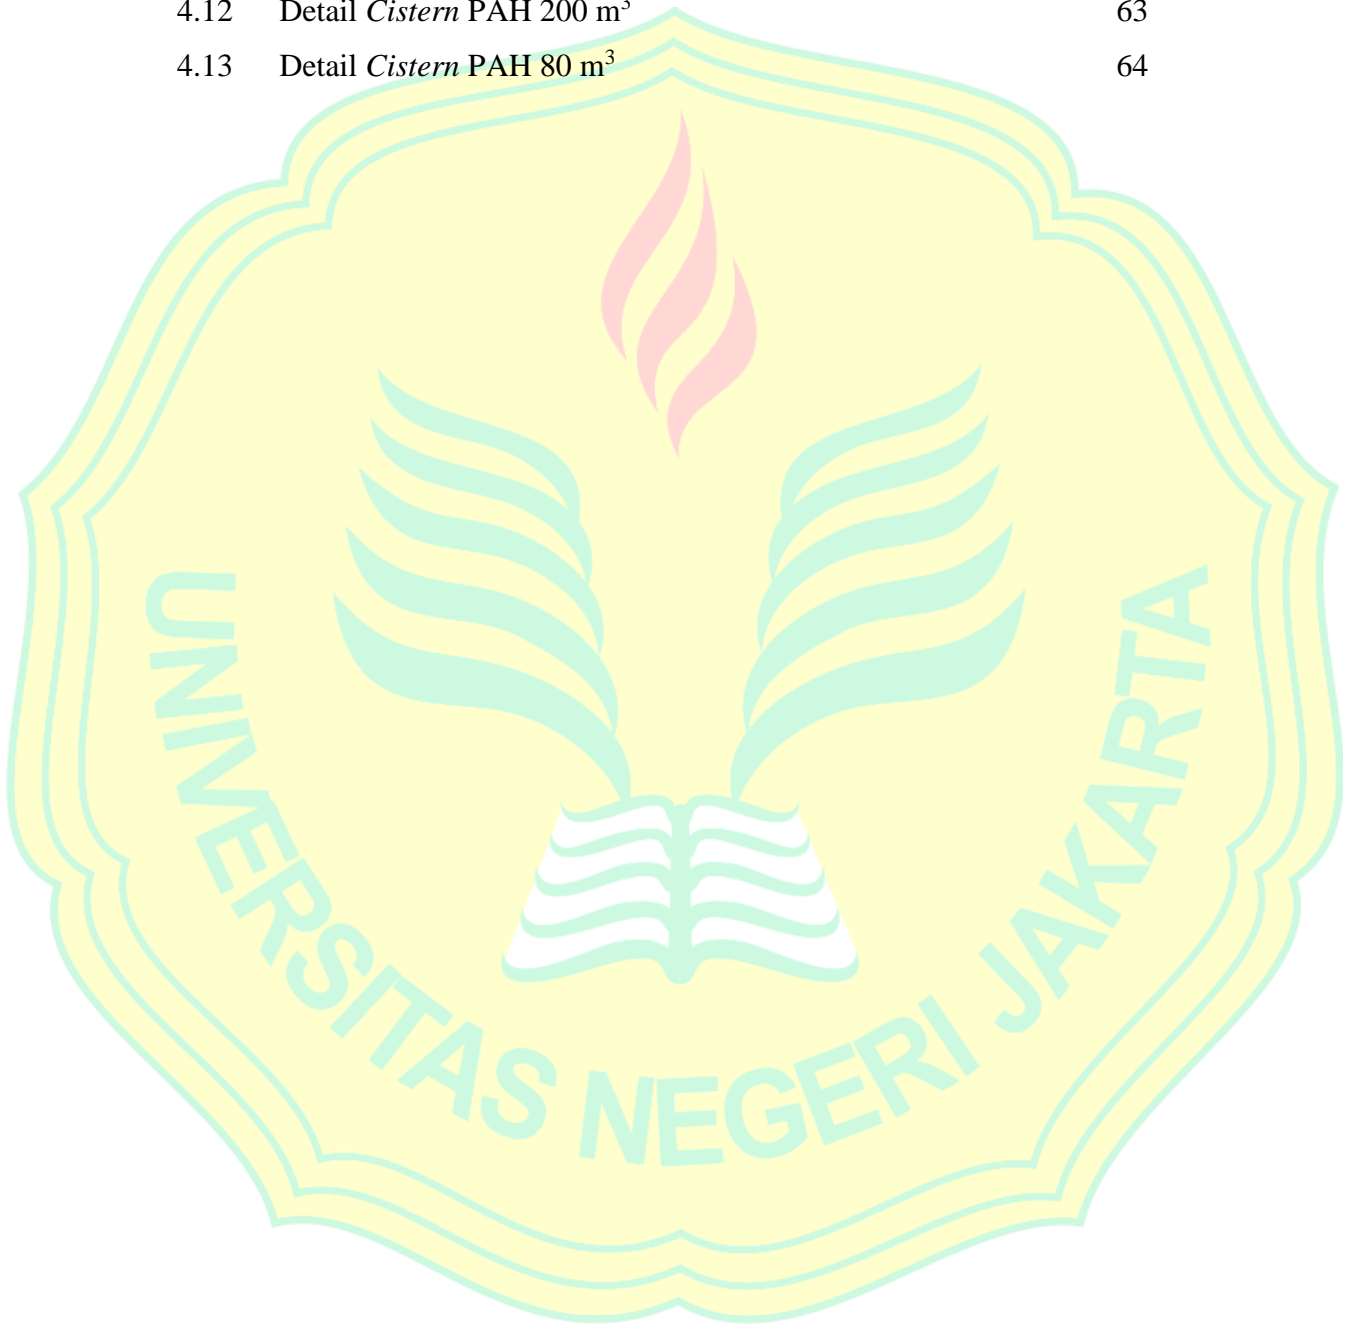 4.12 Detail Cistern PAH 200 m³ 63
4.13 Detail Cistern PAH 80 m³ 64
UNIVERSITAS NEGERI JAKARTA